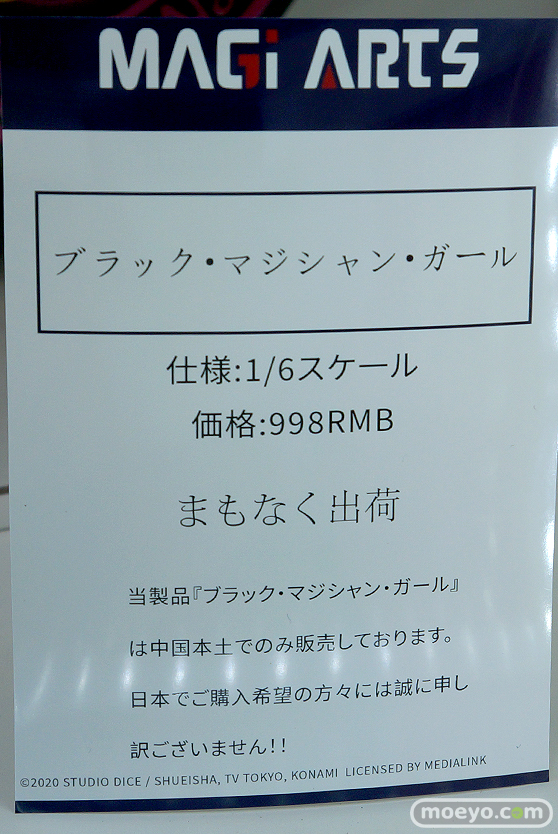 MAGi ARTS
ブラック・マジシャン・ガール
仕様:1/6スケール
価格:998RMB
まもなく出荷
当製品『ブラック・マジシャン・ガール』
は中国本土でのみ販売しております。
日本でご購入希望の方々には誠に申し
訳ございません!!
©2020 STUDIO DICE / SHUEISHA, TV TOKYO, KONAMI LICENSED BY MEDIALINK
moeyo.com